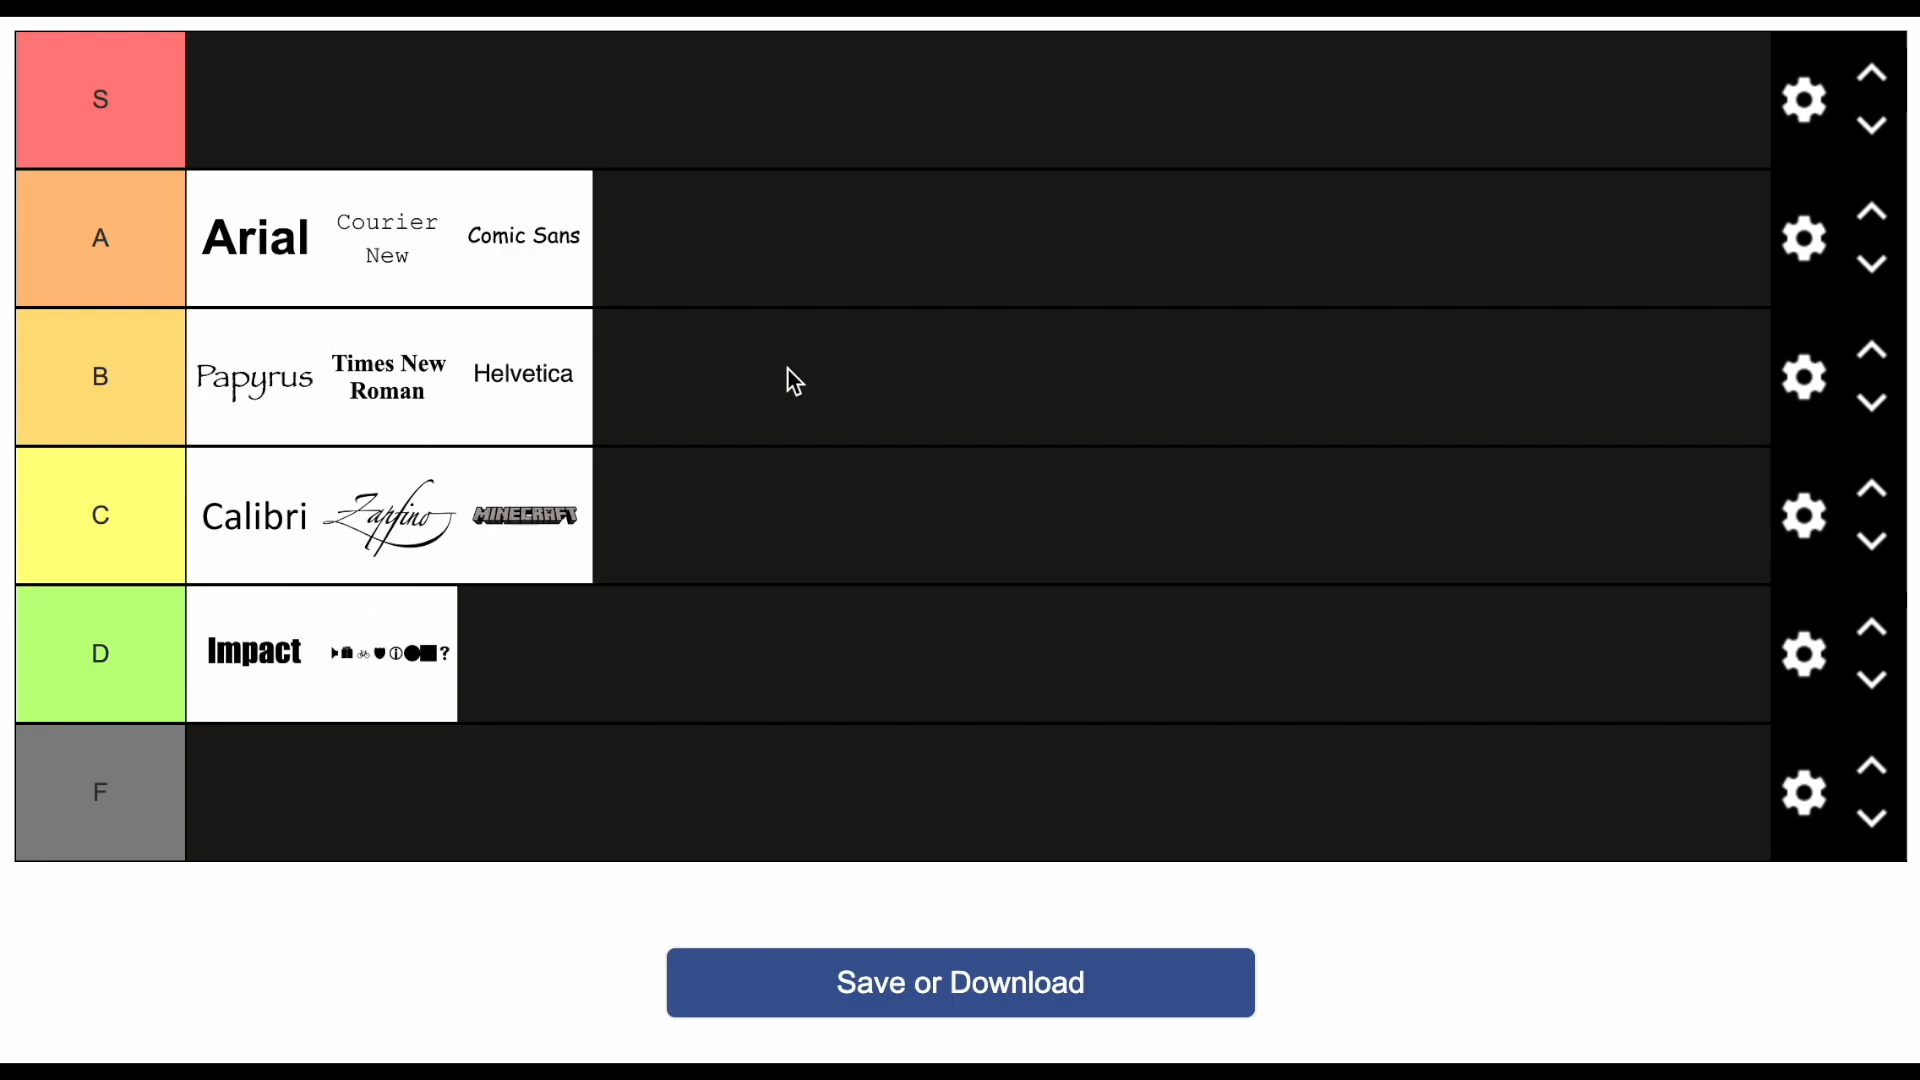 S
A
Arial
Courier
New
Comic Sans
B
Papyrus
Times New
Roman
Helvetica
C
Calibri
Zapfino
MINECRAFT
D
Impact
?
F
Save or Download